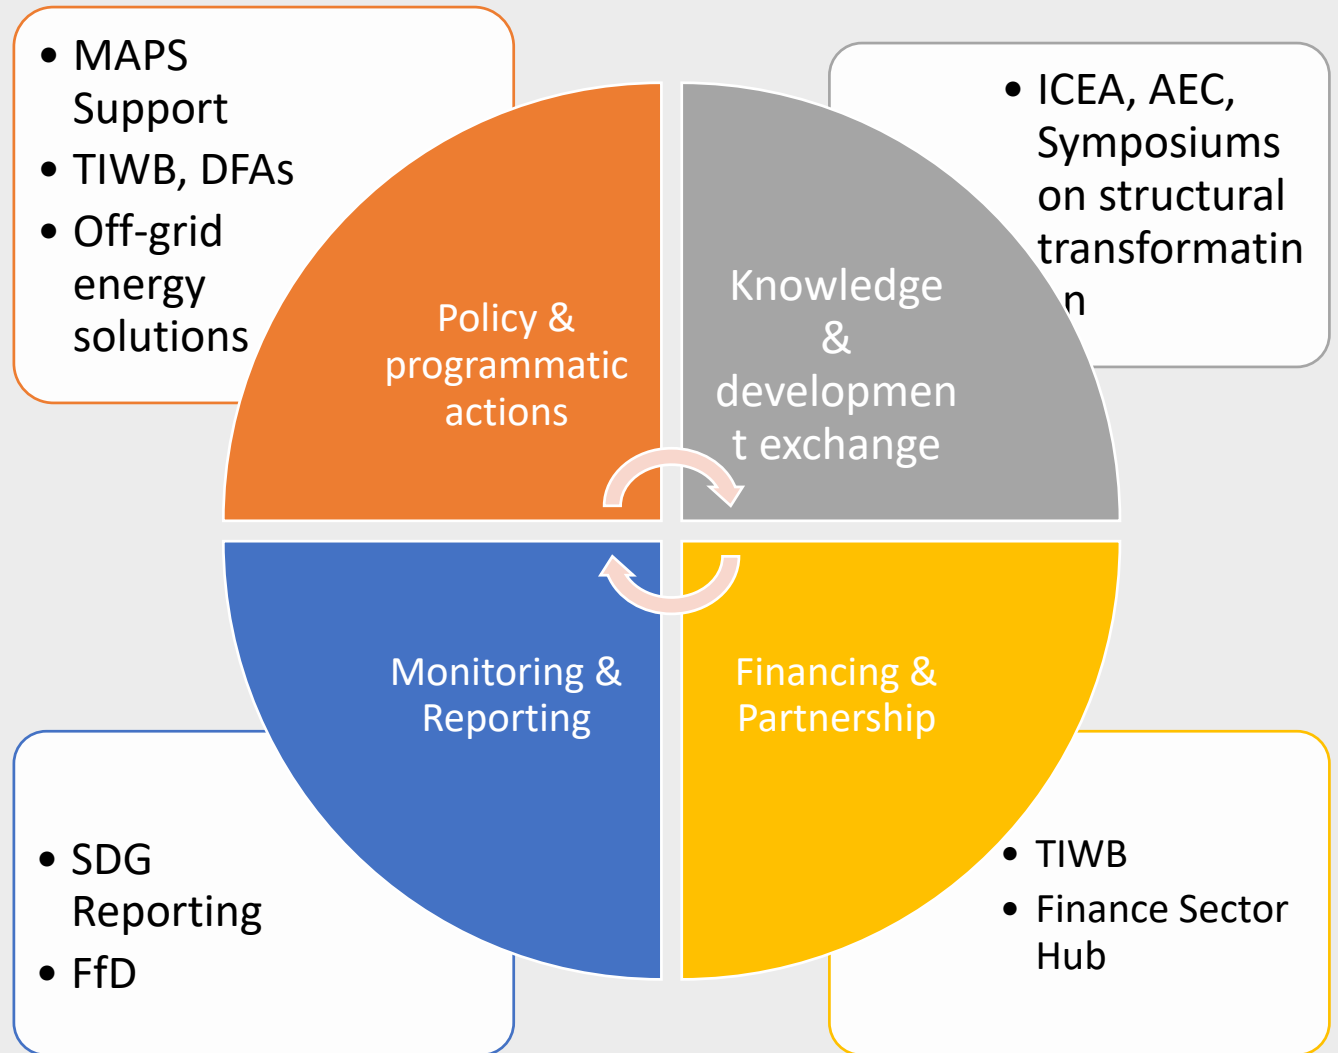 • MAPS
Support
• TIWB, DFAs
• Off-grid
energy
solutions
• ICEA, AEC,
Symposiums
on structural
transformatin
n
Policy &
programmatic
actions
Knowledge
&
developmen
t exchange
Monitoring &
Reporting
Financing &
Partnership
• SDG
Reporting
• FfD
• TIWB
• Finance Sector
Hub